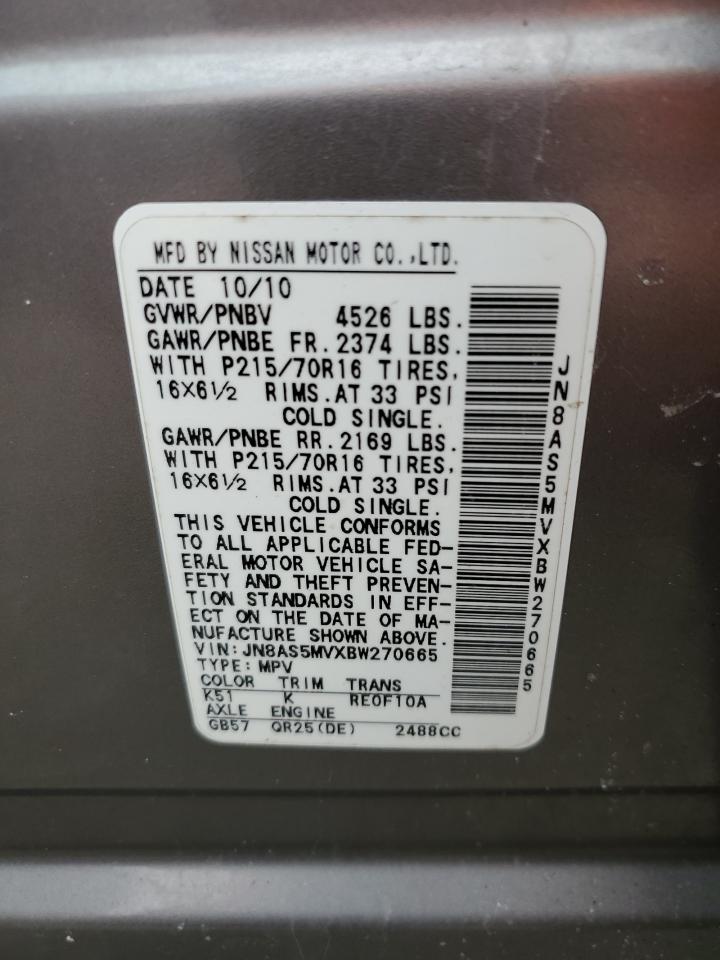 MFD BY NISSAN MOTOR CO.,LTD.
DATE 10/10
GVWR/PNBV 4526 LBS.
GAWR/PNBE FR. 2374 LBS.
WITH P215/70R16 TIRES,
16X6½ RIMS.AT 33 PSI
COLD SINGLE.
GAWR/PNBE RR. 2169 LBS.
WITH P215/70R16 TIRES,
16X6½ RIMS.AT 33 PSI
COLD SINGLE.
THIS VEHICLE CONFORMS
TO ALL APPLICABLE FED-
ERAL MOTOR VEHICLE SA-
FETY AND THEFT PREVEN-
TION STANDARDS IN EFF-
ECT ON THE DATE OF MA-
NUFACTURE SHOWN ABOVE.
VIN:JN8AS5MVXBW270665
TYPE:MPV
COLOR TRIM TRANS
K51 K RE0F10A
AXLE ENGINE
GB57 QR25(DE) 2488CC
JN8AS5MVXBW270665